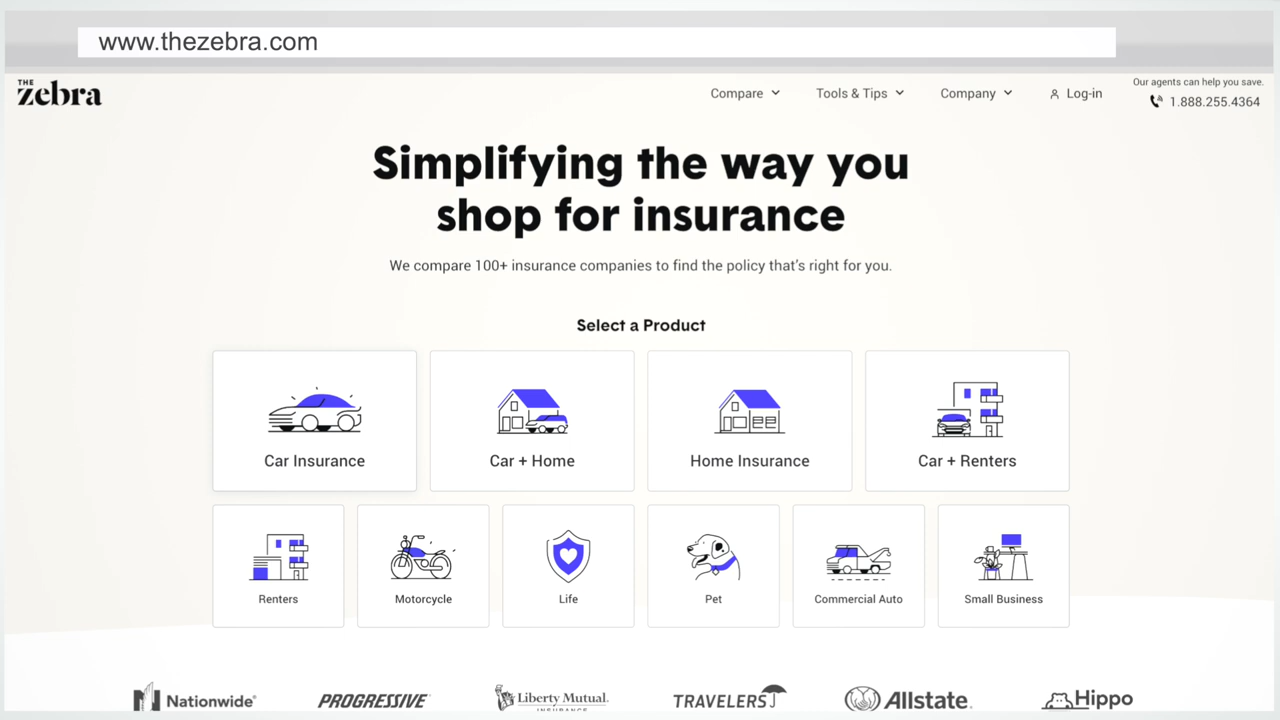 www.thezebra.com
THE
zebra
Compare
Tools & Tips
Company
Log-in
Our agents can help you save.
1.888.255.4364
Simplifying the way you
shop for insurance
We compare 100+ insurance companies to find the policy that's right for you.
Select a Product
Car Insurance
Car + Home
Home Insurance
Car + Renters
Renters
Motorcycle
Life
Pet
Commercial Auto
Small Business
Nationwide®
PROGRESSIVE
Liberty Mutual.
INSURANCE
TRAVELERS
Allstate.
Hippo